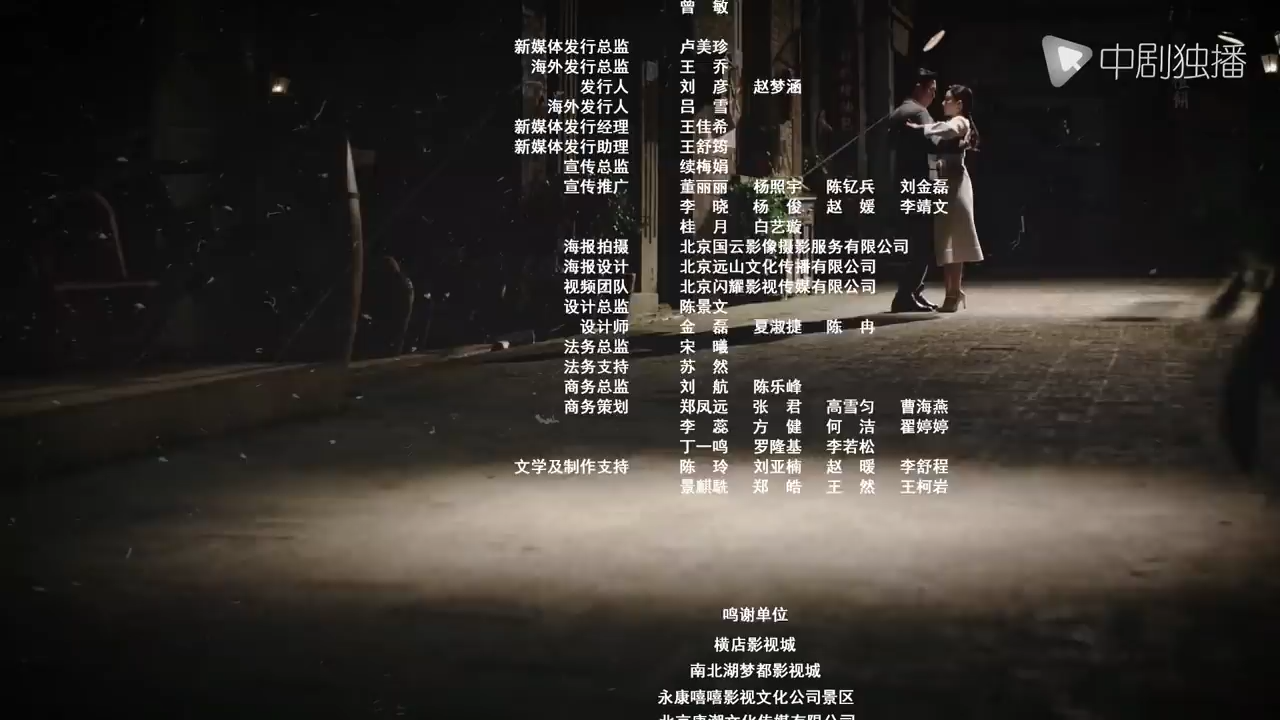 曾　敏
中剧独播
新媒体发行总监　卢美珍
海外发行总监　王　乔
发行人　刘　彦　赵梦涵
海外发行人　吕　雪
新媒体发行经理　王佳希
新媒体发行助理　王舒筠
宣传总监　续梅娟
宣传推广　董丽丽　杨照宇　陈钇兵　刘金磊
李　晓　杨　俊　赵　媛　李靖文
桂　月　白艺璇
海报拍摄　北京国云影像摄影服务有限公司
海报设计　北京远山文化传播有限公司
视频团队　北京闪耀影视传媒有限公司
设计总监　陈景文
设计师　金　磊　夏淑捷　陈　冉
法务总监　宋　曦
法务支持　苏　然
商务总监　刘　航　陈乐峰
商务策划　郑凤远　张　君　高雪匀　曹海燕
李　蕊　方　健　何　洁　翟婷婷
丁一鸣　罗隆基　李若松
文学及制作支持　陈　玲　刘亚楠　赵　暖　李舒程
景麒　郑　皓　王　然　王柯岩
鸣谢单位
横店影视城
南北湖梦都影视城
永康嘻嘻影视文化公司景区
北京唐潮文化传媒有限公司